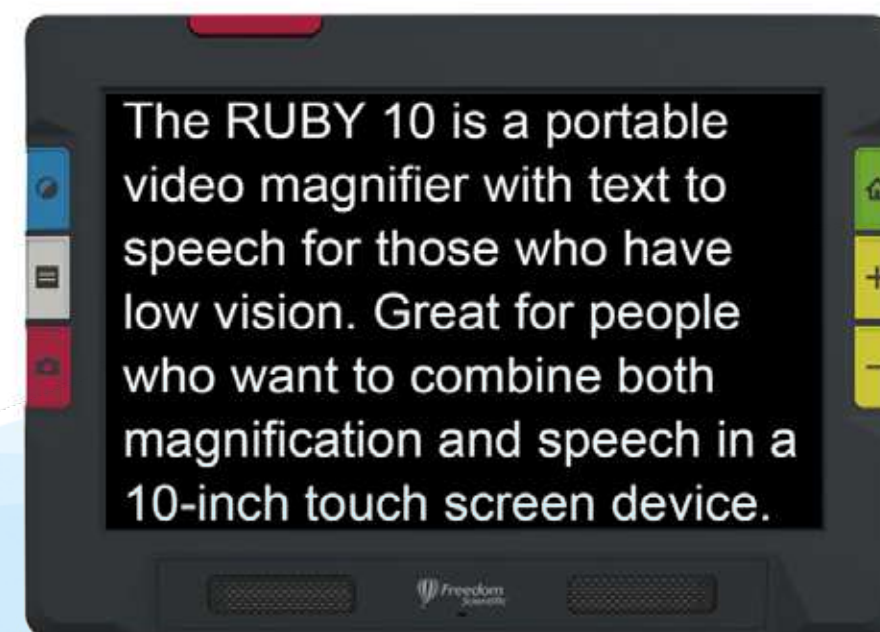 The RUBY 10 is a portable
video magnifier with text to
speech for those who have
low vision. Great for people
who want to combine both
magnification and speech in a
10-inch touch screen device.
Freedom
Scientific